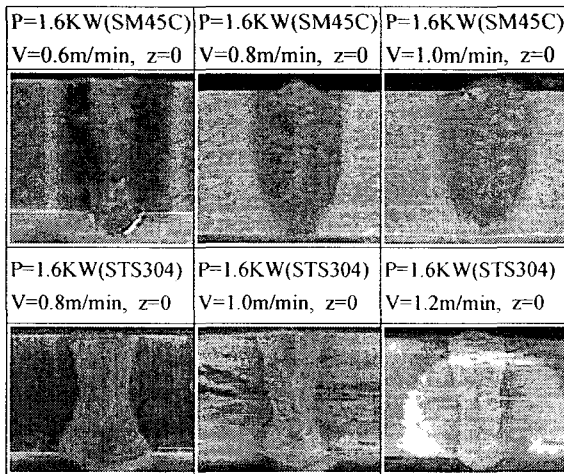 P=1.6KW(SM45C)
V=0.6m/min, z=0
P=1.6KW(SM45C)
V=0.8m/min, z=0
P=1.6KW(SM45C)
V=1.0m/min, z=0
P=1.6KW(STS304)
V=0.8m/min, z=0
P=1.6KW(STS304)
V=1.0m/min, z=0
P=1.6KW(STS304)
V=1.2m/min, z=0